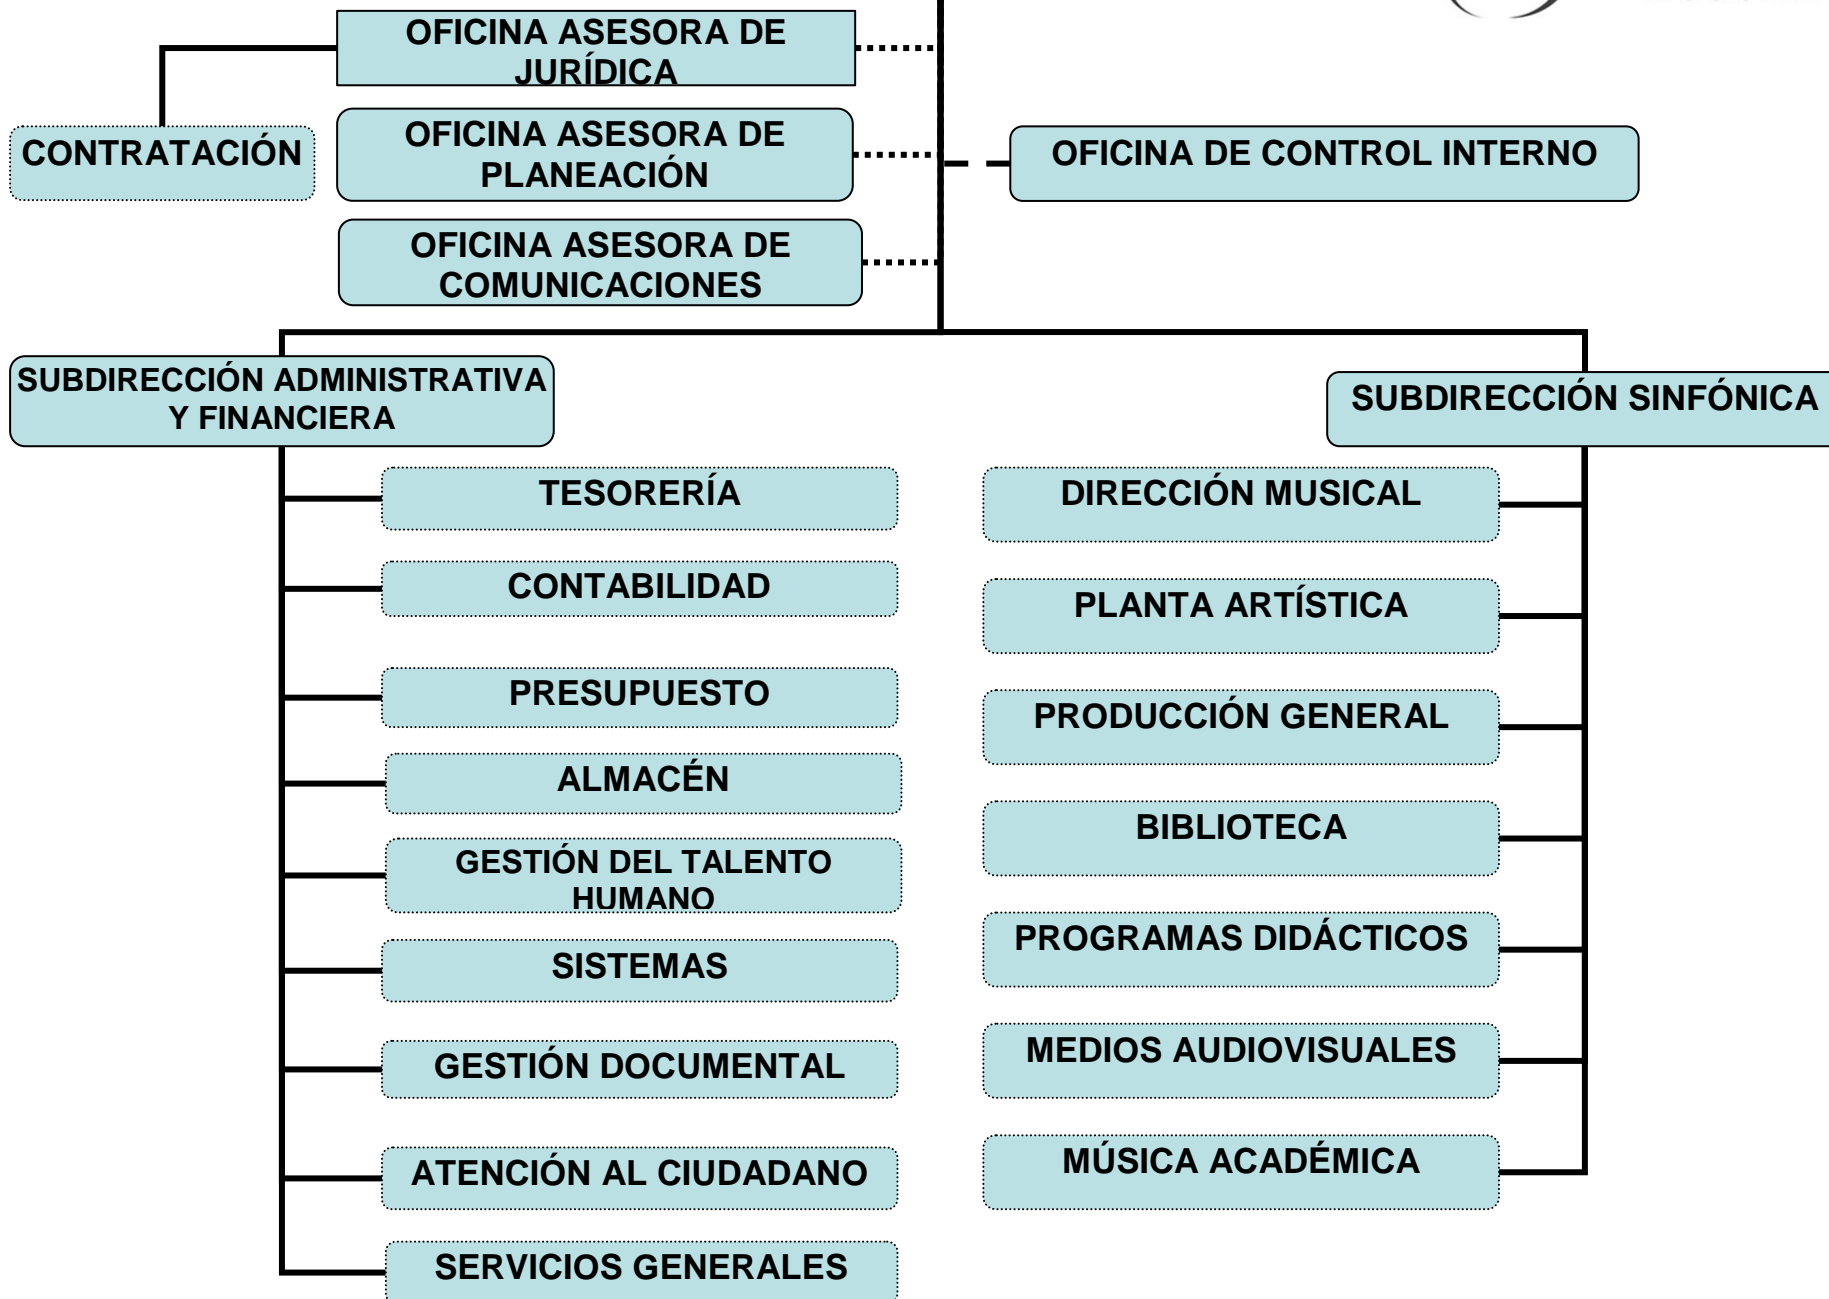 OFICINA ASESORA DE
JURÍDICA
CONTRATACIÓN
OFICINA ASESORA DE
PLANEACIÓN
OFICINA DE CONTROL INTERNO
OFICINA ASESORA DE
COMUNICACIONES
SUBDIRECCIÓN ADMINISTRATIVA
Y FINANCIERA
SUBDIRECCIÓN SINFÓNICA
TESORERÍA
CONTABILIDAD
PRESUPUESTO
ALMACÉN
GESTIÓN DEL TALENTO
HUMANO
SISTEMAS
GESTIÓN DOCUMENTAL
ATENCIÓN AL CIUDADANO
SERVICIOS GENERALES
DIRECCIÓN MUSICAL
PLANTA ARTÍSTICA
PRODUCCIÓN GENERAL
BIBLIOTECA
PROGRAMAS DIDÁCTICOS
MEDIOS AUDIOVISUALES
MÚSICA ACADÉMICA